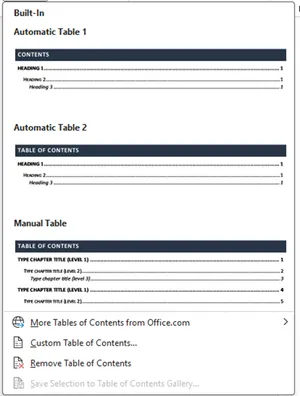 Built-In
Automatic Table 1
CONTENTS
HEADING 1 1
HEADING 2 1
Heading 3 1
Automatic Table 2
TABLE OF CONTENTS
HEADING 1 1
HEADING 2 1
Heading 3 1
Manual Table
TABLE OF CONTENTS
TYPE CHAPTER TITLE (LEVEL 1) 1
TYPE CHAPTER TITLE (LEVEL 2) 2
Type chapter title (level 3) 3
TYPE CHAPTER TITLE (LEVEL 1) 4
TYPE CHAPTER TITLE (LEVEL 2) 5
More Tables of Contents from Office.com
Custom Table of Contents...
Remove Table of Contents
Save Selection to Table of Contents Gallery...